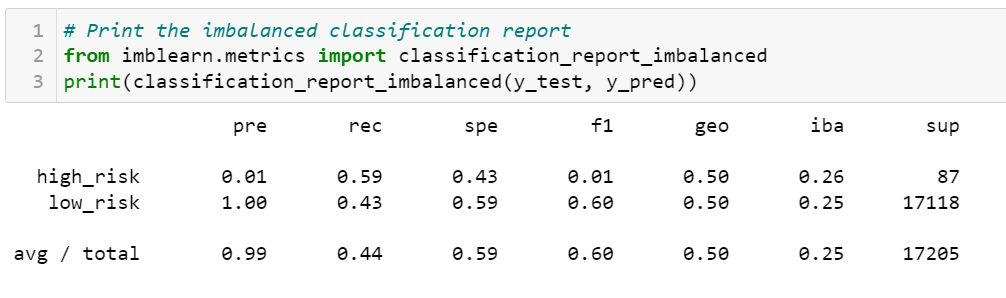 1 # Print the imbalanced classification report
2 from imblearn.metrics import classification_report_imbalanced
3 print(classification_report_imbalanced(y_test, y_pred))
pre rec spe f1 geo iba sup
high_risk 0.01 0.59 0.43 0.01 0.50 0.26 87
low_risk 1.00 0.43 0.59 0.60 0.50 0.25 17118
avg / total 0.99 0.44 0.59 0.60 0.50 0.25 17205